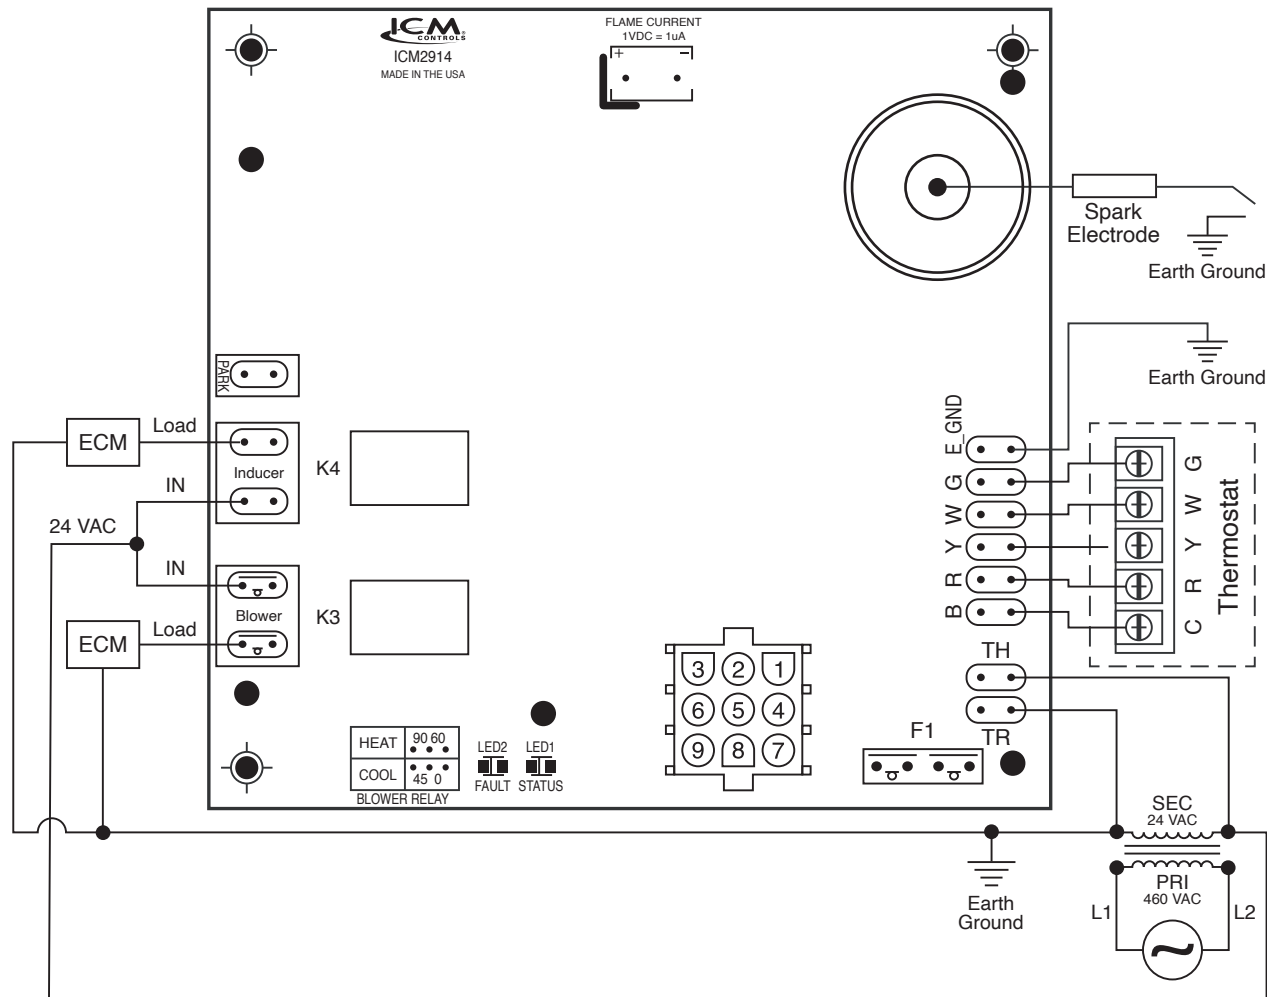 ICM
CONTROLS
ICM2914
MADE IN THE USA
FLAME CURRENT
1VDC = 1uA
+ −
Spark
Electrode
Earth Ground
PARK
Earth Ground
E_GND
G
W
Y
R
B
G
W
Y
R
C
Thermostat
ECM
Load
Inducer
K4
IN
24 VAC
IN
Blower
K3
ECM
Load
TH
TR
F1
3 2 1
6 5 4
9 8 7
HEAT
90 60
COOL
45 0
BLOWER RELAY
LED2
FAULT
LED1
STATUS
SEC
24 VAC
PRI
460 VAC
L1
L2
Earth
Ground